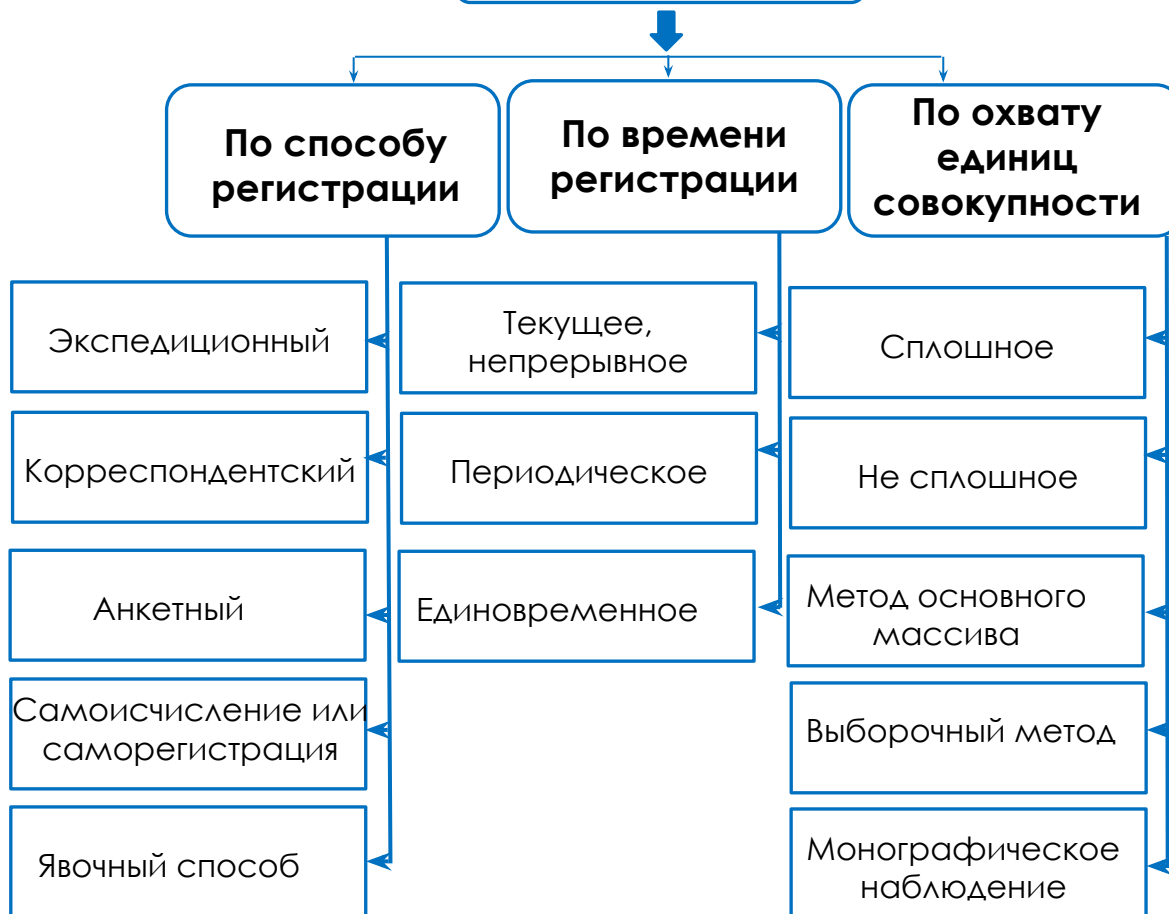 По способу
регистрации
По времени
регистрации
По охвату
единиц
совокупности
Экспедиционный
Корреспондентский
Анкетный
Самоисчисление или
саморегистрация
Явочный способ
Текущее,
непрерывное
Периодическое
Единовременное
Сплошное
Не сплошное
Метод основного
массива
Выборочный метод
Монографическое
наблюдение